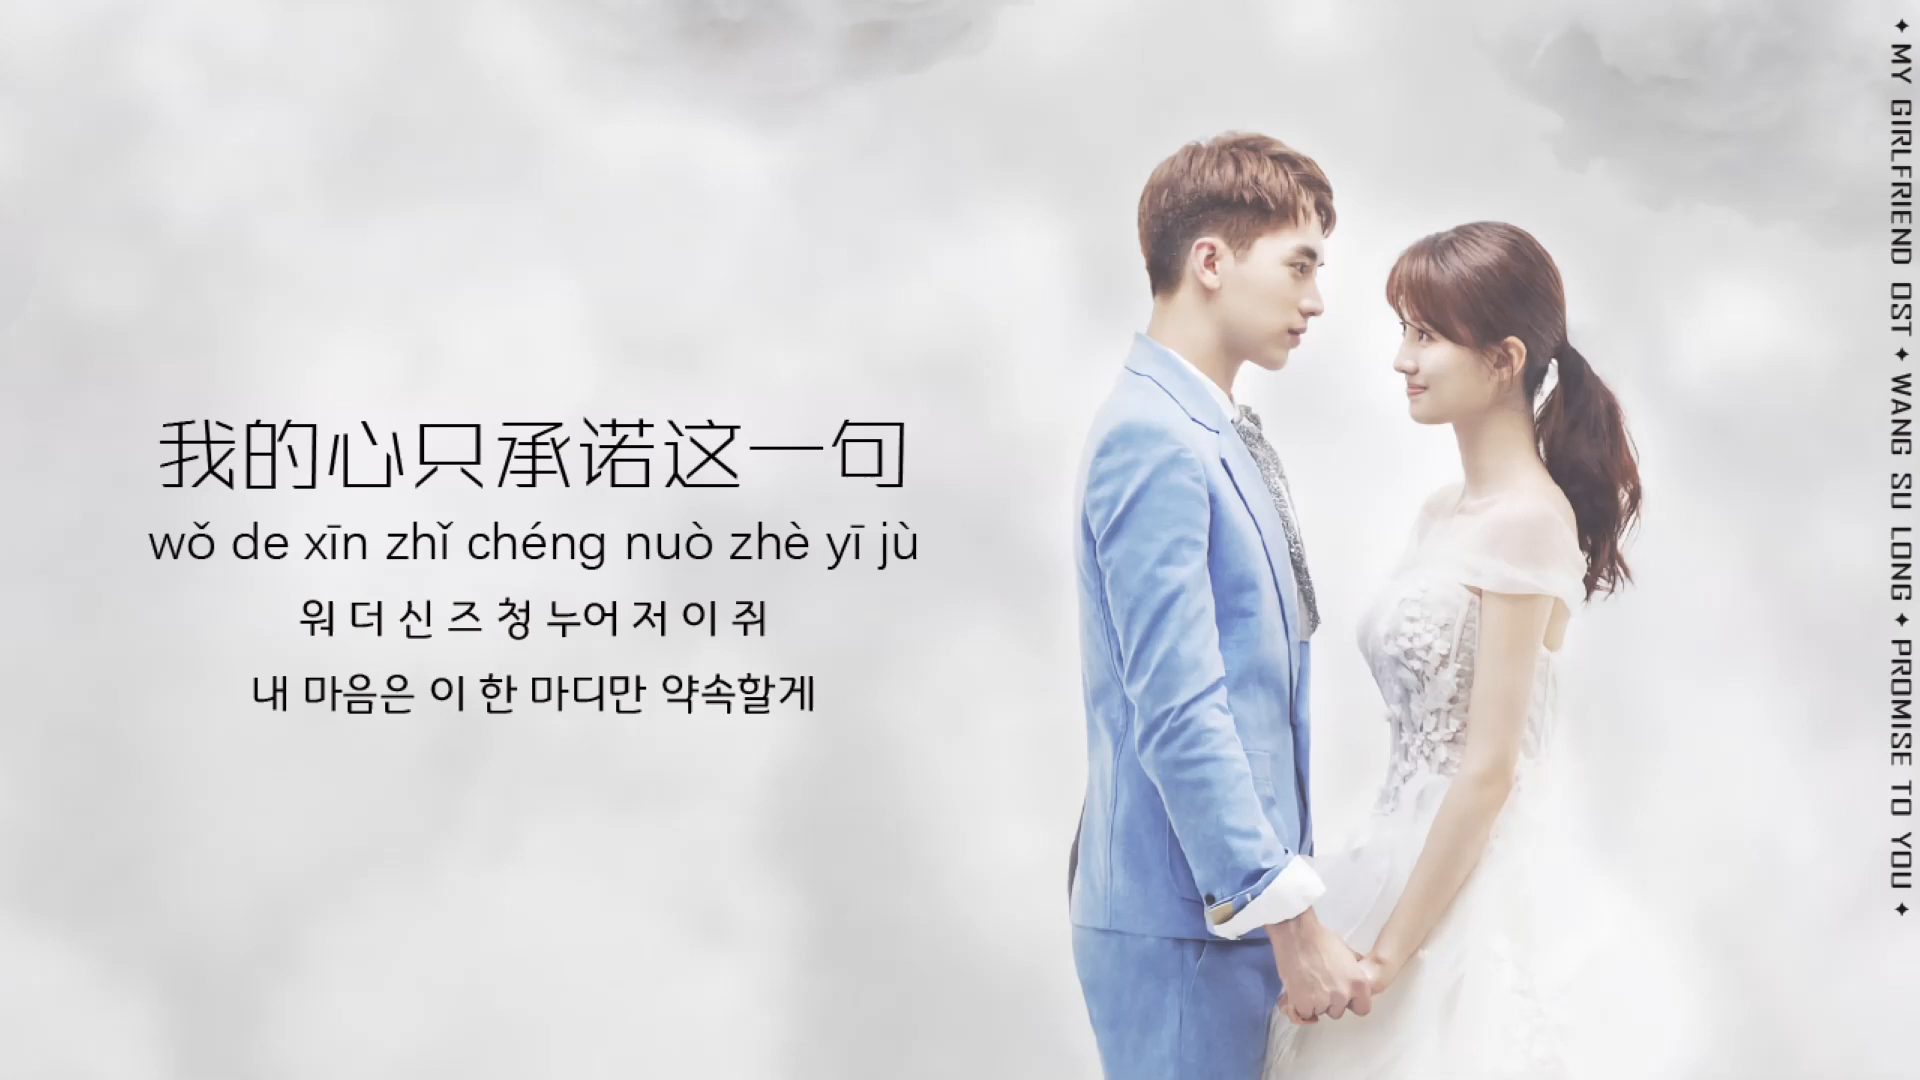 我的心只承诺这一句
wǒ de xīn zhǐ chéng nuò zhè yī jù
워 더 신 즈 청 누어 저 이 쥐
내 마음은 이 한 마디만 약속할게
✦ MY GIRLFRIEND OST ✦ WANG SU LONG ✦ PROMISE TO YOU ✦